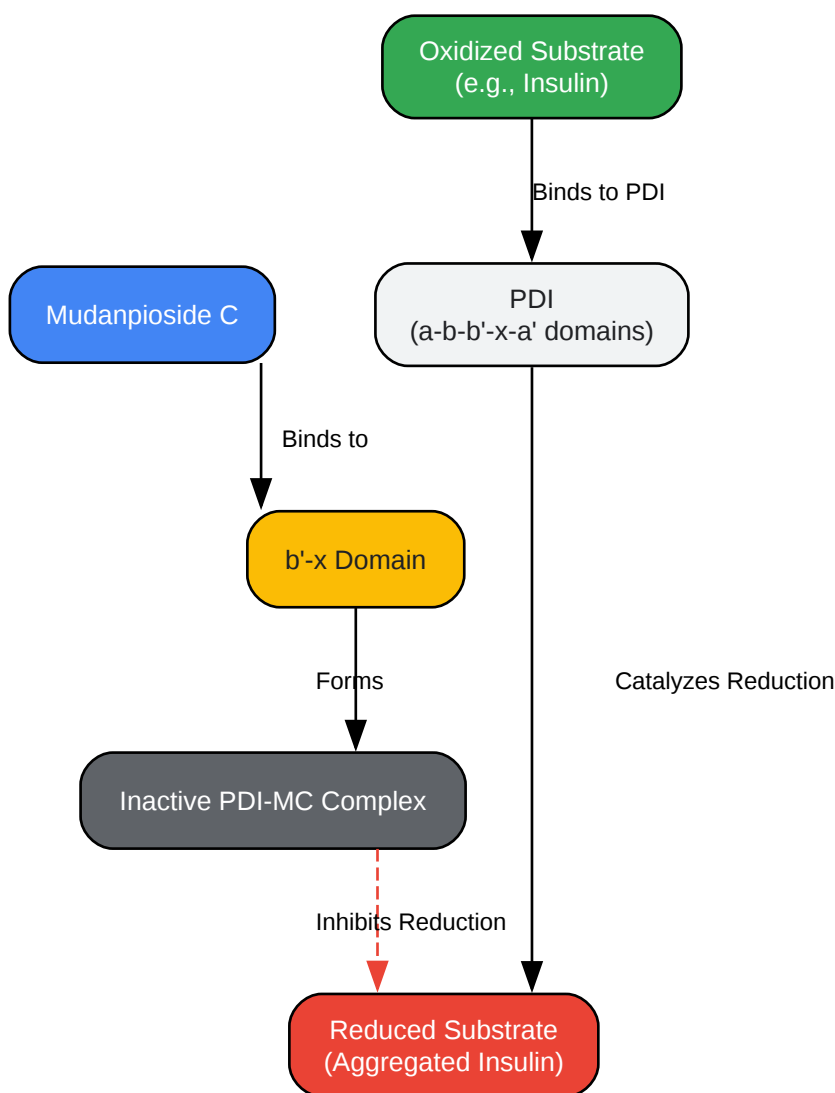 Oxidized Substrate
(e.g., Insulin)
Binds to PDI
Mudanpioside C
PDI
(a-b-b'-x-a' domains)
Binds to
b'-x Domain
Forms
Catalyzes Reduction
Inactive PDI-MC Complex
Inhibits Reduction
Reduced Substrate
(Aggregated Insulin)